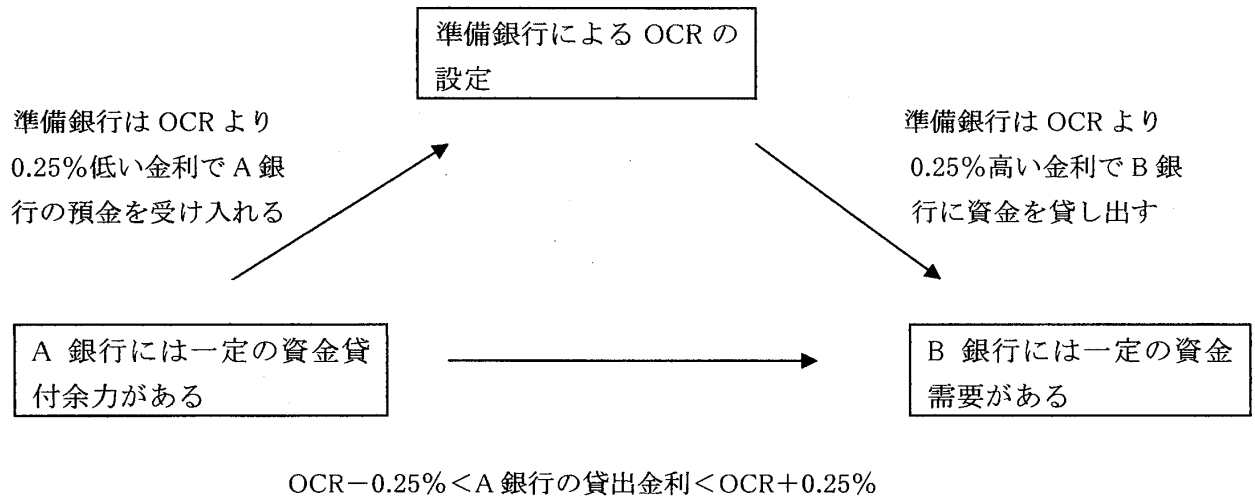 準備銀行による OCR の
設定
準備銀行は OCR より
0.25%低い金利で A 銀
行の預金を受け入れる
準備銀行は OCR より
0.25%高い金利で B 銀
行に資金を貸し出す
A 銀行には一定の資金貸
付余力がある
B 銀行には一定の資金
需要がある
OCR－0.25%＜A 銀行の貸出金利＜OCR＋0.25%